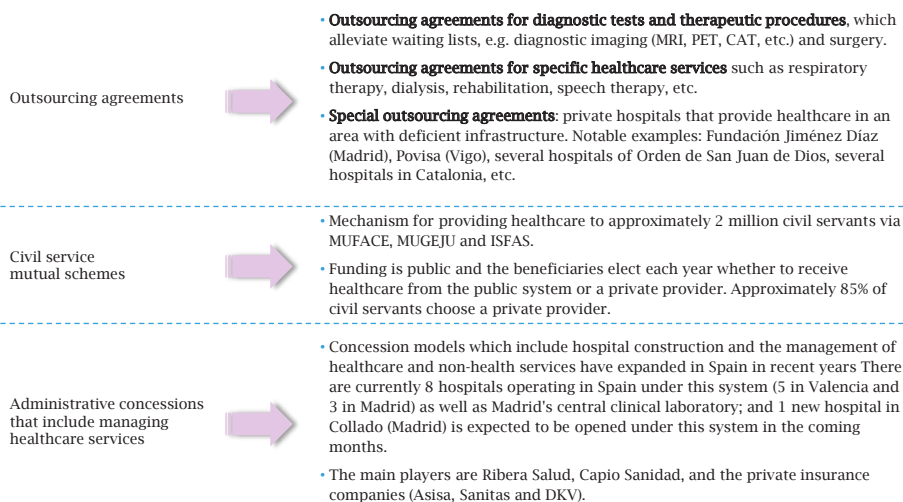 • Outsourcing agreements for diagnostic tests and therapeutic procedures, which
alleviate waiting lists, e.g. diagnostic imaging (MRI, PET, CAT, etc.) and surgery.
• Outsourcing agreements for specific healthcare services such as respiratory
therapy, dialysis, rehabilitation, speech therapy, etc.
Outsourcing agreements
• Special outsourcing agreements: private hospitals that provide healthcare in an
area with deficient infrastructure. Notable examples: Fundación Jiménez Díaz
(Madrid), Povisa (Vigo), several hospitals of Orden de San Juan de Dios, several
hospitals in Catalonia, etc.
Civil service
mutual schemes
• Mechanism for providing healthcare to approximately 2 million civil servants via
MUFACE, MUGEJU and ISFAS.
• Funding is public and the beneficiaries elect each year whether to receive
healthcare from the public system or a private provider. Approximately 85% of
civil servants choose a private provider.
Administrative concessions
that include managing
healthcare services
• Concession models which include hospital construction and the management of
healthcare and non-health services have expanded in Spain in recent years There
are currently 8 hospitals operating in Spain under this system (5 in Valencia and
3 in Madrid) as well as Madrid's central clinical laboratory; and 1 new hospital in
Collado (Madrid) is expected to be opened under this system in the coming
months.
• The main players are Ribera Salud, Capio Sanidad, and the private insurance
companies (Asisa, Sanitas and DKV).